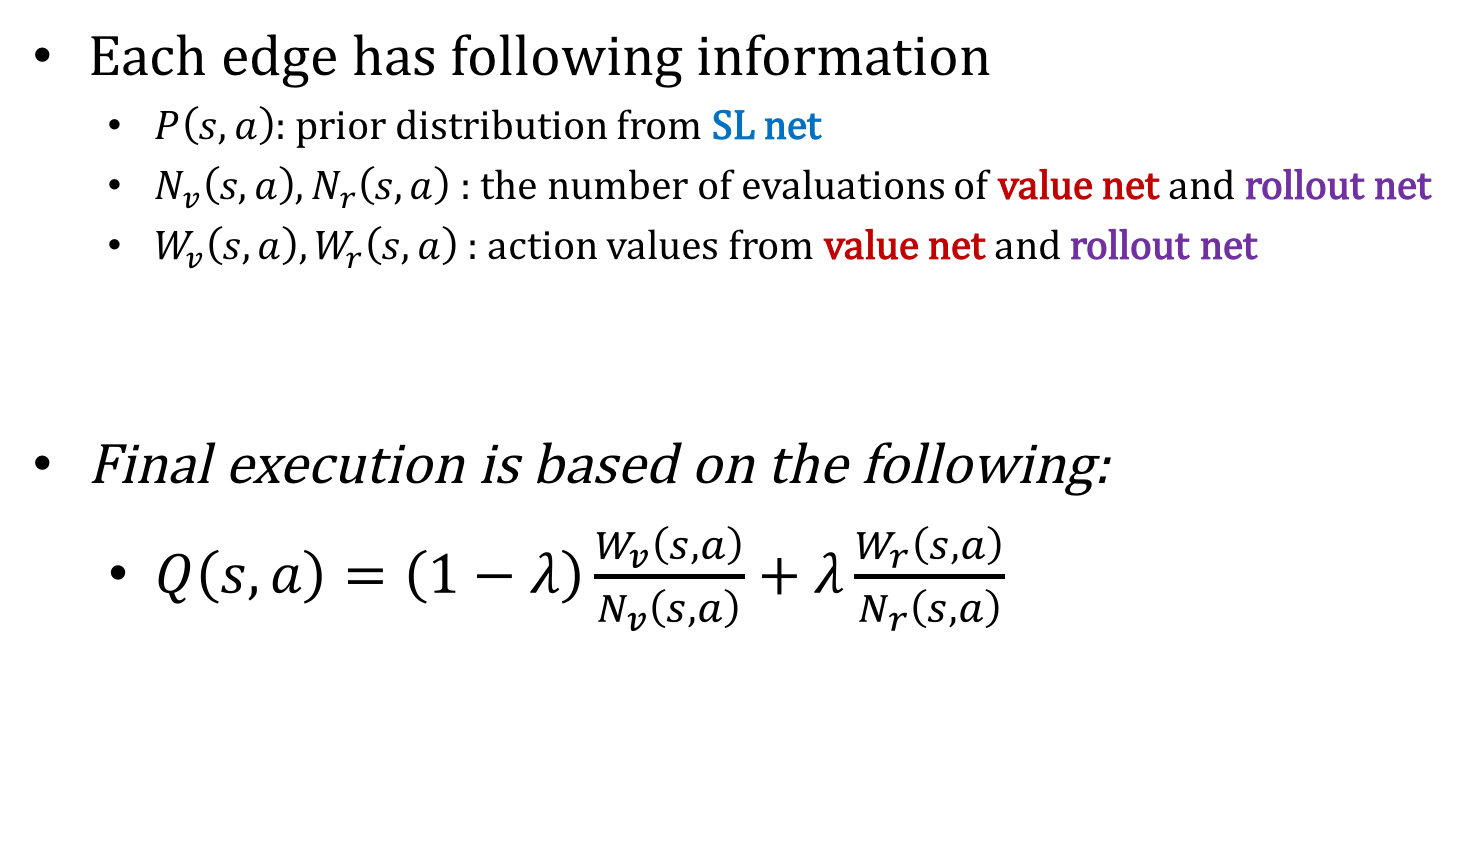 • Each edge has following information
• P(s, a): prior distribution from SL net
• N_v(s, a), N_r(s, a) : the number of evaluations of value net and rollout net
• W_v(s, a), W_r(s, a) : action values from value net and rollout net
• Final execution is based on the following:
• Q(s, a) = (1 − λ) W_v(s,a)/N_v(s,a) + λ W_r(s,a)/N_r(s,a)